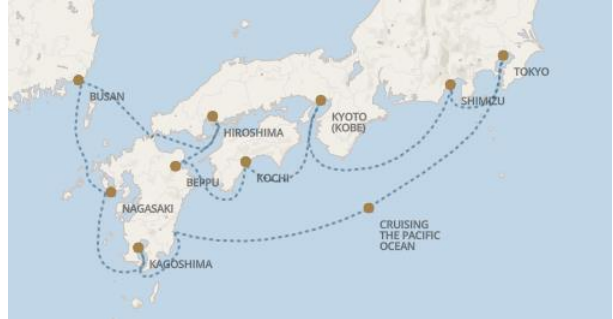 TOKYO
BUSAN
SHIMIZU
KYOTO
(KOBE)
HIROSHIMA
BEPPU
KOCHI
NAGASAKI
CRUISING
THE PACIFIC
OCEAN
KAGOSHIMA